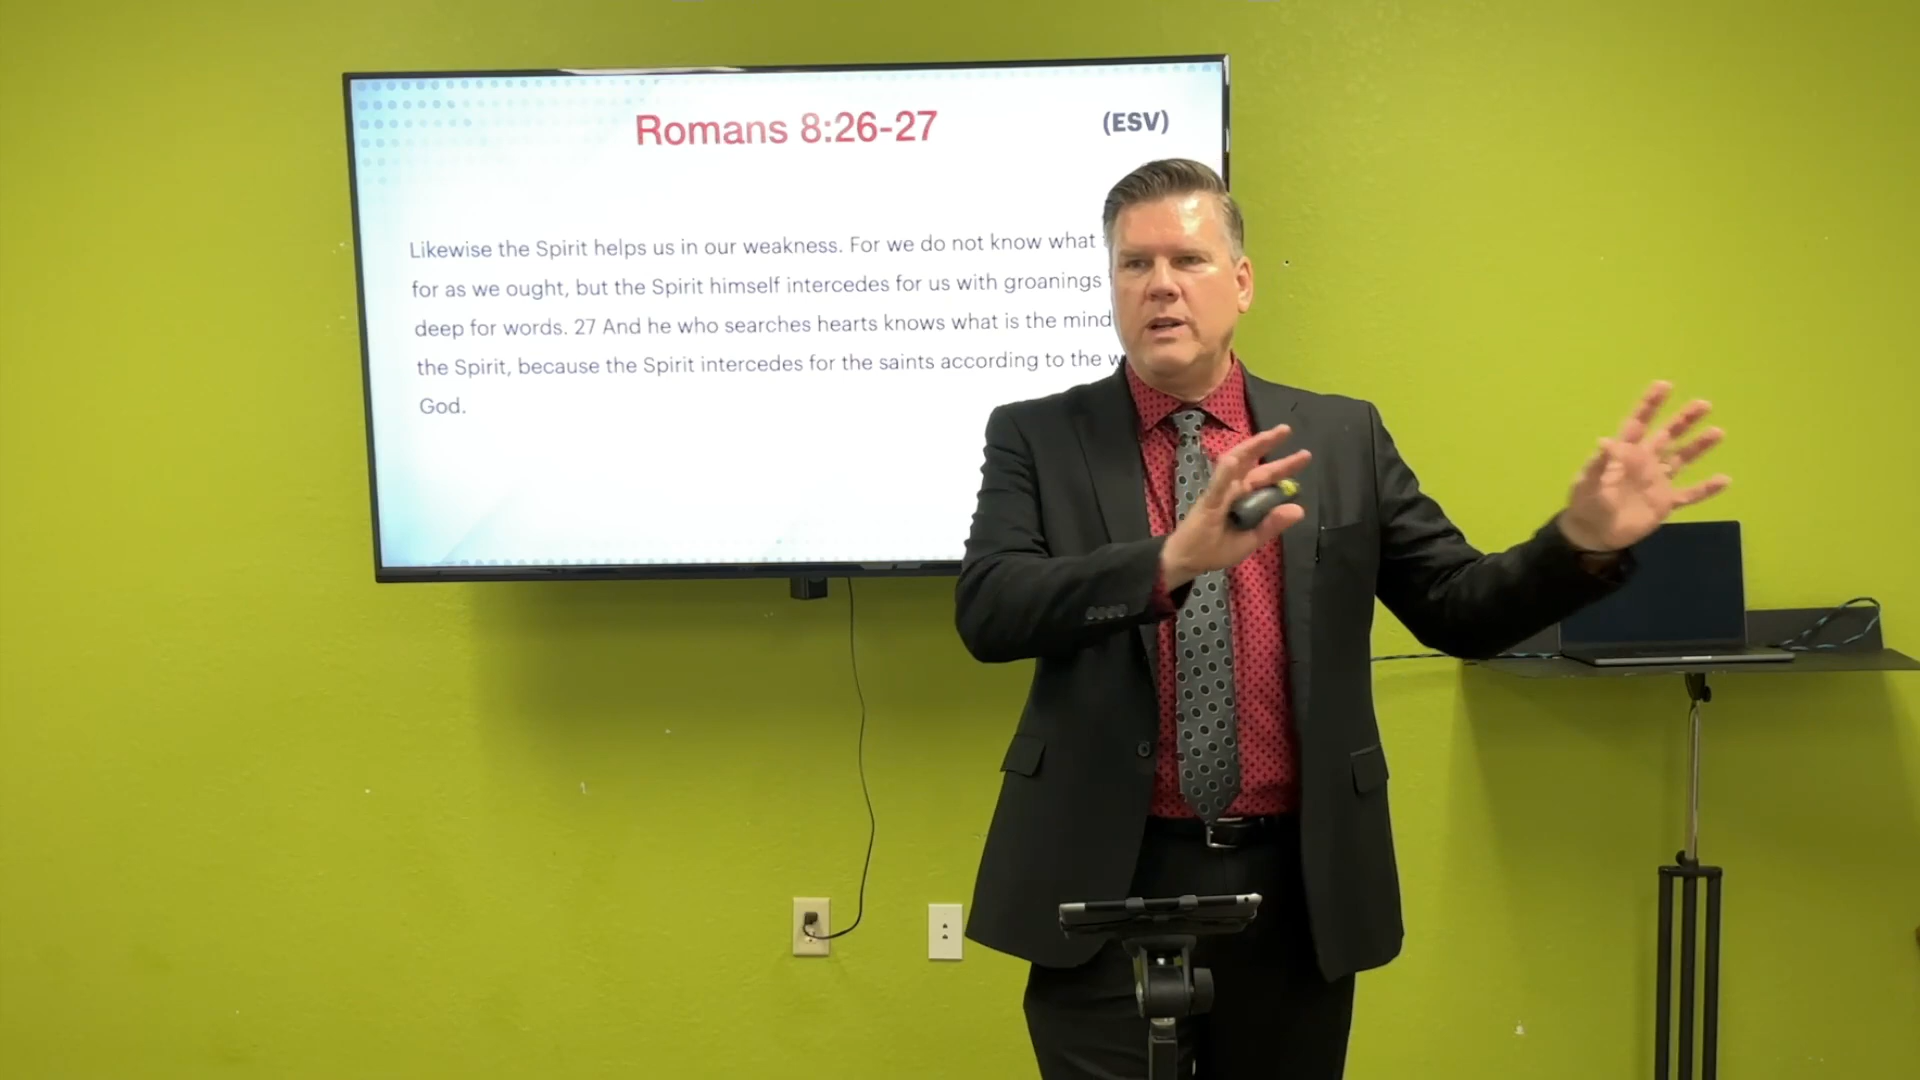 Romans 8:26-27
(ESV)
Likewise the Spirit helps us in our weakness. For we do not know what
for as we ought, but the Spirit himself intercedes for us with groanings
deep for words. 27 And he who searches hearts knows what is the mind
the Spirit, because the Spirit intercedes for the saints according to the
God.